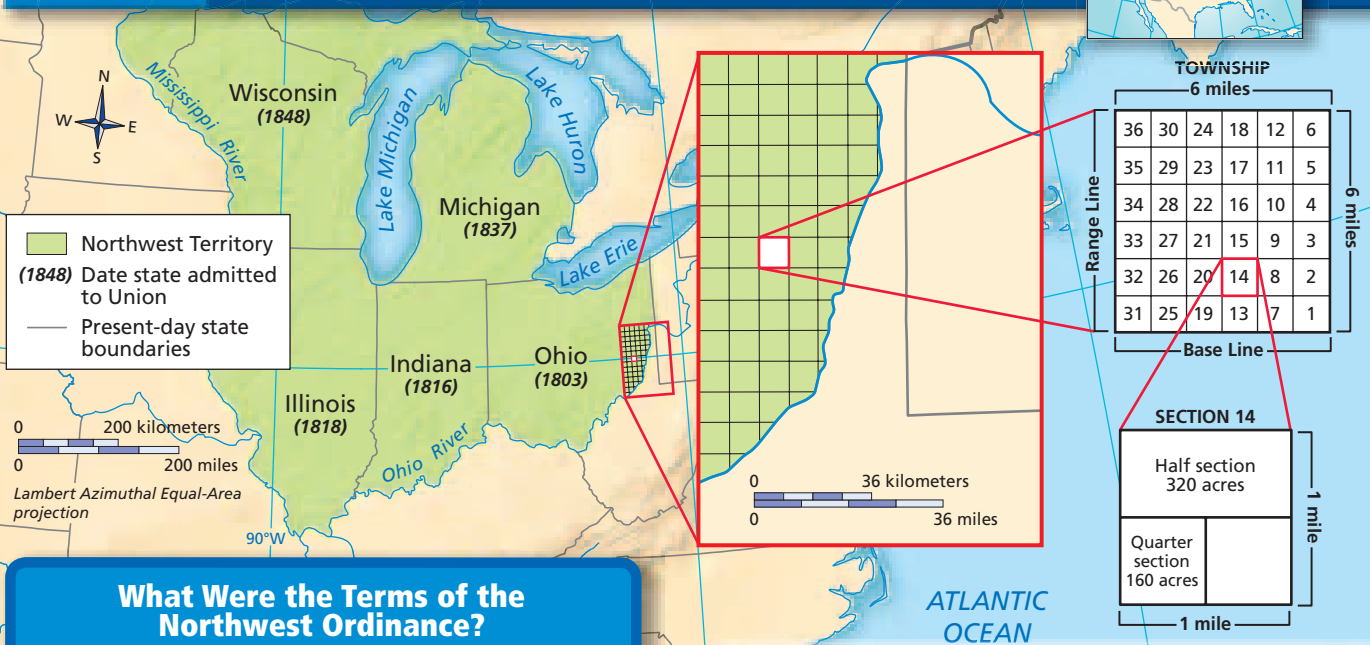 N
W
E
S
Mississippi River
Wisconsin
(1848)
Lake Michigan
Lake Huron
Michigan
(1837)
Lake Erie
Northwest Territory
(1848) Date state admitted
to Union
Present-day state
boundaries
Indiana
(1816)
Ohio
(1803)
Illinois
(1818)
Ohio River
0 200 kilometers
0 200 miles
Lambert Azimuthal Equal-Area
projection
90°W
0 36 kilometers
0 36 miles
ATLANTIC
OCEAN
TOWNSHIP
6 miles
Range Line
36 30 24 18 12 6
35 29 23 17 11 5
34 28 22 16 10 4
33 27 21 15 9 3
32 26 20 14 8 2
31 25 19 13 7 1
6 miles
Base Line
SECTION 14
Half section
320 acres
Quarter
section
160 acres
1 mile
1 mile
What Were the Terms of the
Northwest Ordinance?